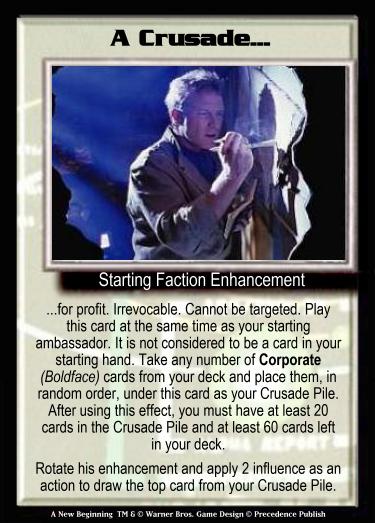 A Crusade...
Starting Faction Enhancement
...for profit. Irrevocable. Cannot be targeted. Play
this card at the same time as your starting
ambassador. It is not considered to be a card in your
starting hand. Take any number of Corporate
(Boldface) cards from your deck and place them, in
random order, under this card as your Crusade Pile.
After using this effect, you must have at least 20
cards in the Crusade Pile and at least 60 cards left
in your deck.
Rotate his enhancement and apply 2 influence as an
action to draw the top card from your Crusade Pile.
A New Beginning TM & © Warner Bros. Game Design © Precedence Publish